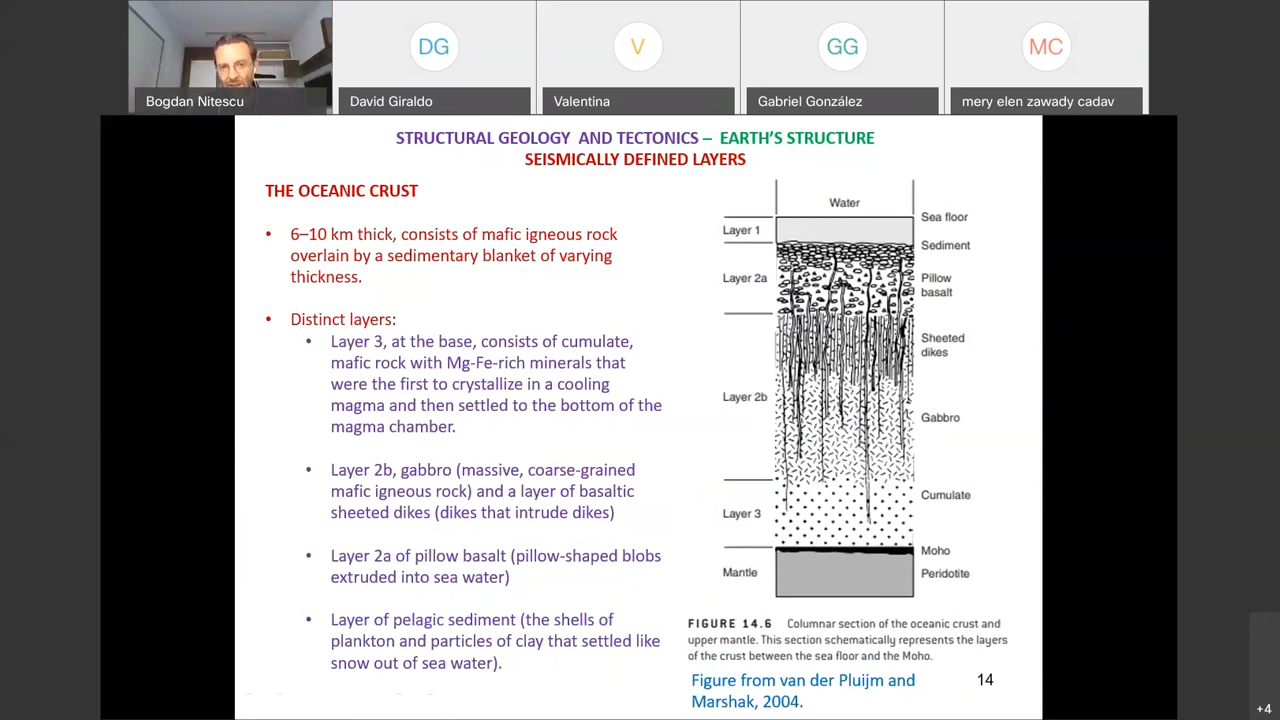 DG
V
GG
MC
Bogdan Nitescu
David Giraldo
Valentina
Gabriel González
mery elen zawady cadav
STRUCTURAL GEOLOGY AND TECTONICS – EARTH'S STRUCTURE
SEISMICALLY DEFINED LAYERS
THE OCEANIC CRUST
• 6–10 km thick, consists of mafic igneous rock
overlain by a sedimentary blanket of varying
thickness.
• Distinct layers:
• Layer 3, at the base, consists of cumulate,
mafic rock with Mg-Fe-rich minerals that
were the first to crystallize in a cooling
magma and then settled to the bottom of the
magma chamber.
• Layer 2b, gabbro (massive, coarse-grained
mafic igneous rock) and a layer of basaltic
sheeted dikes (dikes that intrude dikes)
• Layer 2a of pillow basalt (pillow-shaped blobs
extruded into sea water)
• Layer of pelagic sediment (the shells of
plankton and particles of clay that settled like
snow out of sea water).
Water
Sea floor
Layer 1
Sediment
Layer 2a
Pillow
basalt
Sheeted
dikes
Layer 2b
Gabbro
Cumulate
Layer 3
Moho
Mantle
Peridotite
FIGURE 14.6 Columnar section of the oceanic crust and
upper mantle. This section schematically represents the layers
of the crust between the sea floor and the Moho.
Figure from van der Pluijm and
Marshak, 2004.
14
+4